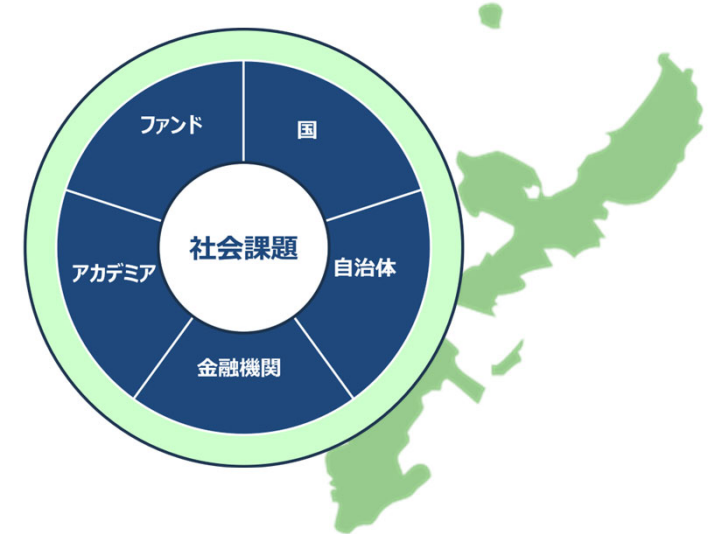 ファンド
国
社会課題
アカデミア
自治体
金融機関